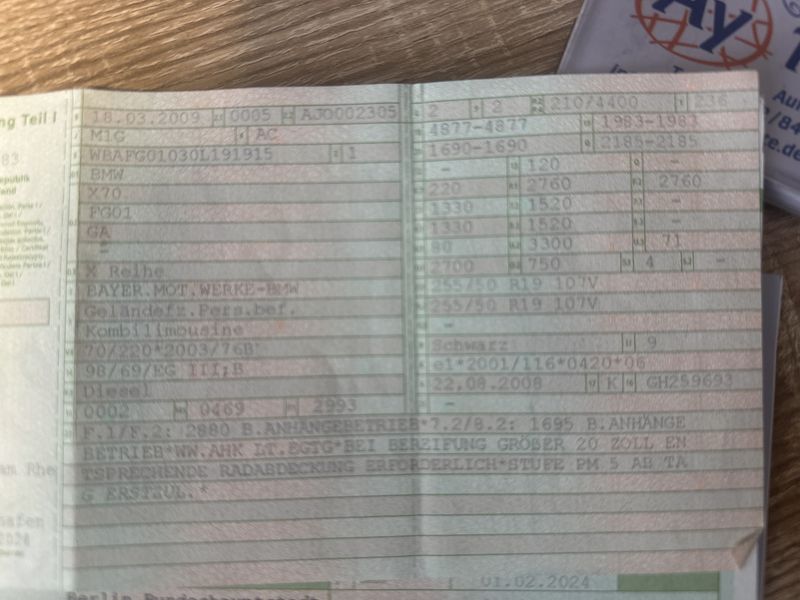 ng Teil I
18.03.2009 0005 AJO002305 2 2 210/4400 236
M1G AC 4877-4877 1983-1983
WBAFG01030L191915 1 1690-1690 2185-2185
BMW - 120 -
X70 220 2760 2760
FG01 1330 1520 -
GA 1330 1520 -
80 3300 71
X Reihe 2700 750 4 -
BAYER.MOT.WERKE-BMW 255/50 R19 107V
Geländefz.Pers.bef. 255/50 R19 107V
Kombilimousine -
70/220*2003/76B Schwarz 9
98/69/EG III;B e1*2001/116*0420*06
Diesel 22.08.2008 K GH259693
0002 0469 2993 -
F.1/F.2: 2880 B.ANHÄNGEBETRIEB*7.2/8.2: 1695 B.ANHÄNGE
BETRIEB*WW.AHK LT.EGTG*BEI BEREIFUNG GRÖßER 20 ZOLL EN
TSPRECHENDE RADABDECKUNG ERFORDERLICH*STUFE PM 5 AB TA
G ERSTZUL.*
01.02.2024
Ay